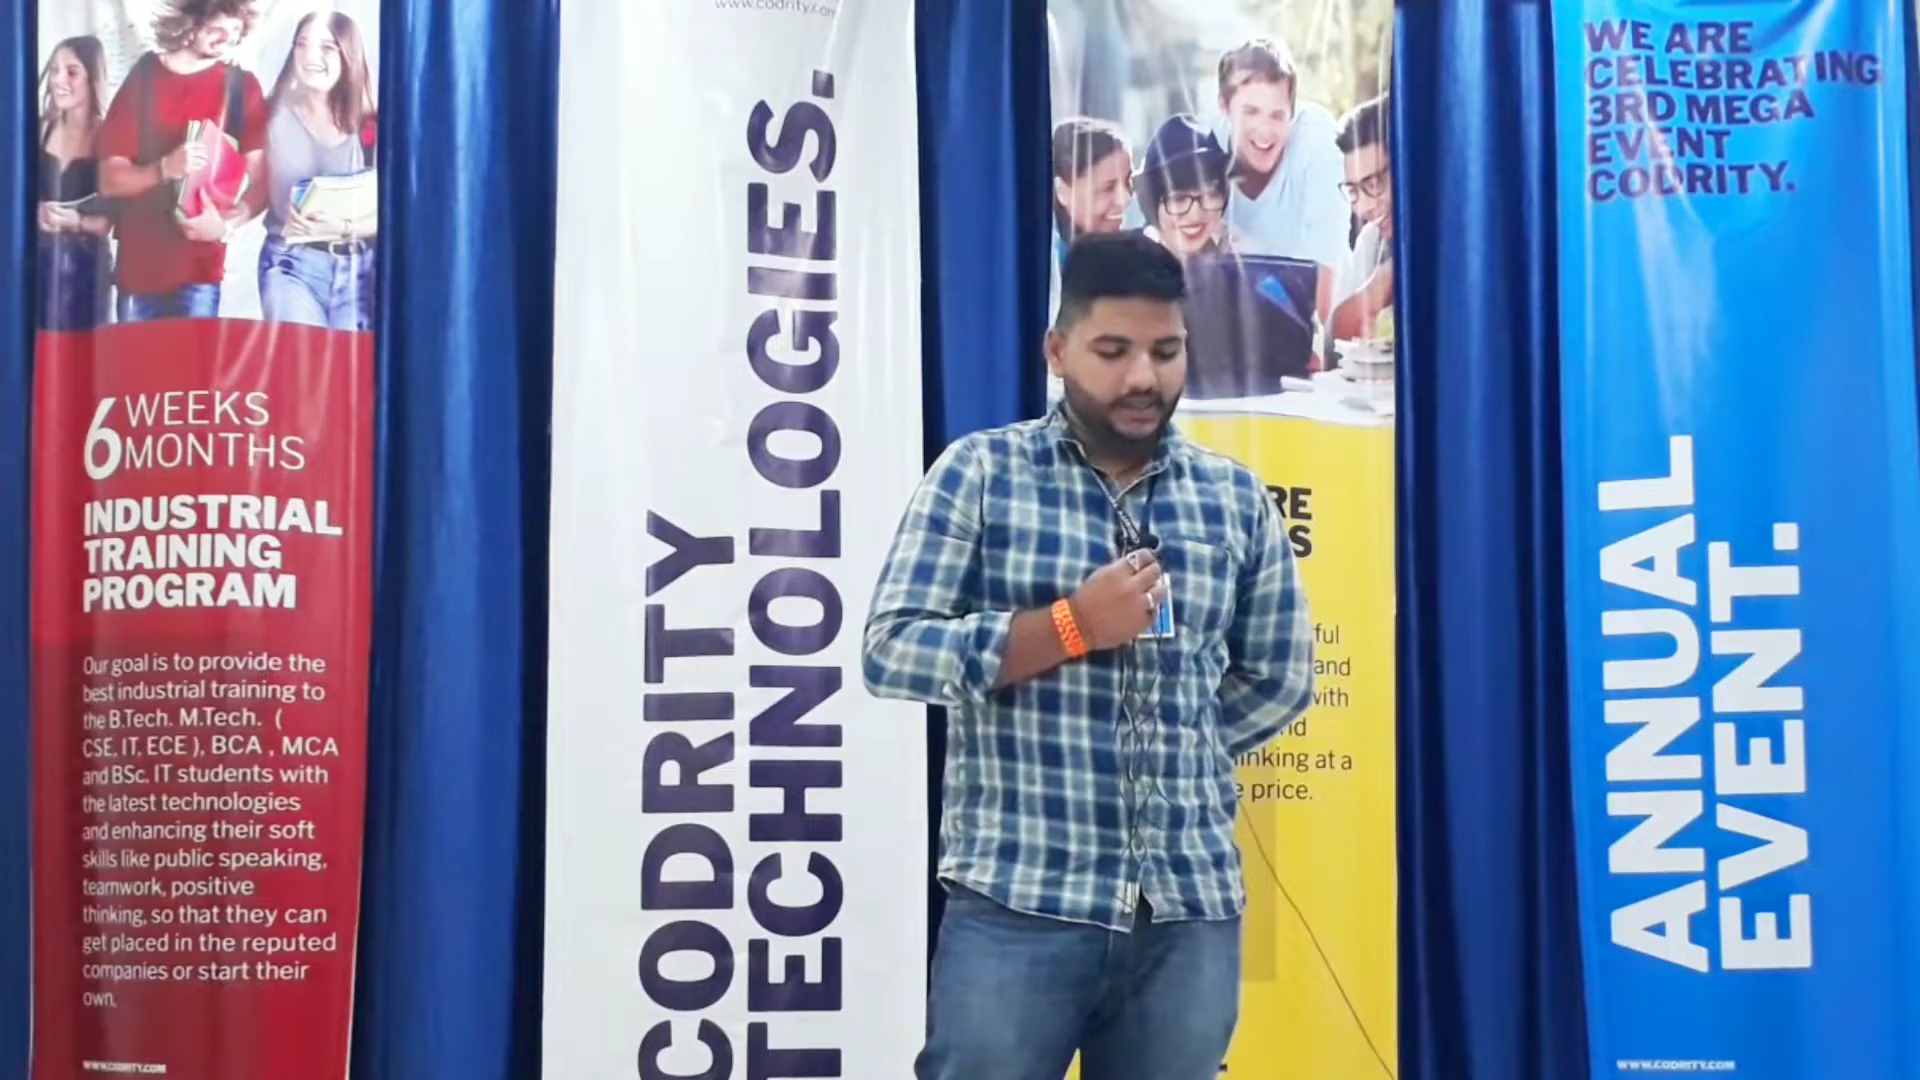 6 WEEKS
MONTHS
INDUSTRIAL
TRAINING
PROGRAM
Our goal is to provide the
best industrial training to
the B.Tech. M.Tech. (
CSE, IT, ECE ), BCA , MCA
and BSc. IT students with
the latest technologies
and enhancing their soft
skills like public speaking,
teamwork, positive
thinking, so that they can
get placed in the reputed
companies or start their
own.
WWW.CODRITY.COM
www.codrity.com
CODRITY
TECHNOLOGIES.
RE
S
ful
and
with
nd
inking at a
e price.
WE ARE
CELEBRATING
3RD MEGA
EVENT
CODRITY.
ANNUAL
EVENT.
WWW.CODRITY.COM